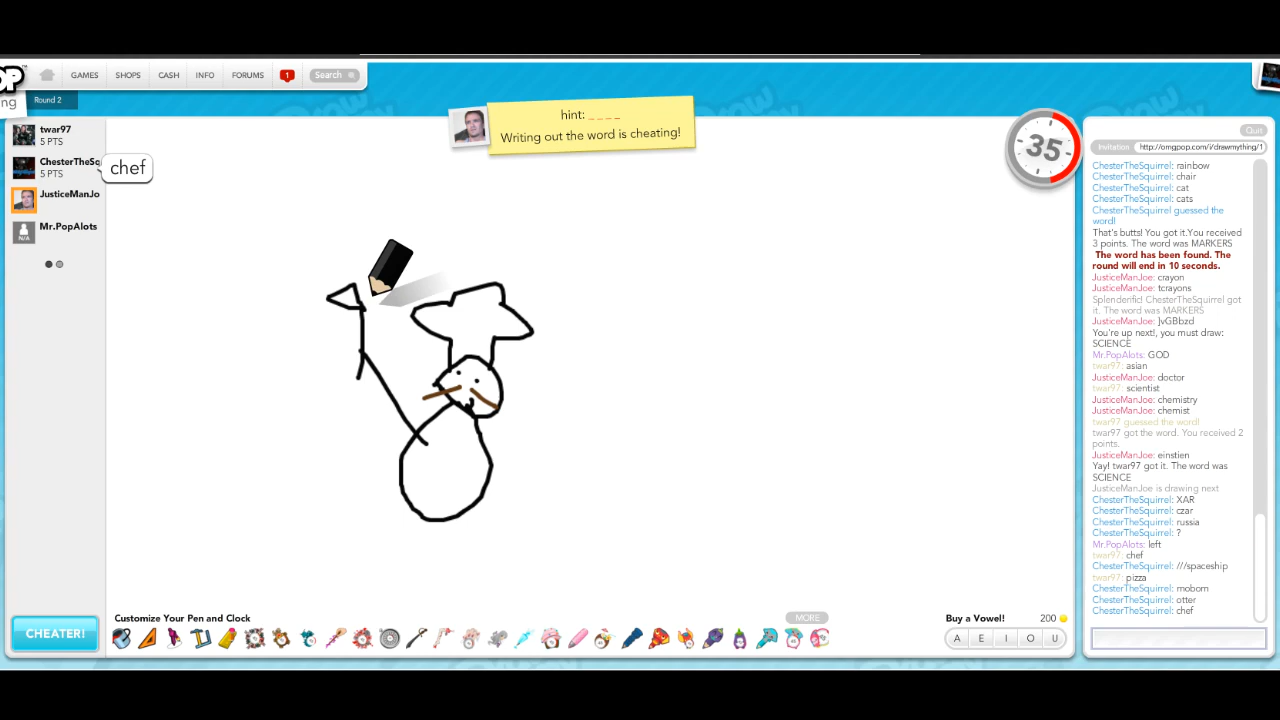 GAMES
SHOPS
CASH
INFO
FORUMS
1
Search
Round 2
twar97
5 PTS
ChesterTheSq
5 PTS
chef
JusticeManJo
Mr.PopAlots
N/A
hint: _ _ _ _
Writing out the word is cheating!
35
Quit
Invitation
http://omgpop.com/i/drawmything/1
ChesterTheSquirrel: rainbow
ChesterTheSquirrel: chair
ChesterTheSquirrel: cat
ChesterTheSquirrel: cats
ChesterTheSquirrel guessed the
word!
That's butts! You got it.You received
3 points. The word was MARKERS
The word has been found. The
round will end in 10 seconds.
JusticeManJoe: crayon
JusticeManJoe: tcrayons
Splenderific! ChesterTheSquirrel got
it. The word was MARKERS
JusticeManJoe: JvGBbzd
You're up next!, you must draw:
SCIENCE
Mr.PopAlots: GOD
twar97: asian
JusticeManJoe: doctor
twar97: scientist
JusticeManJoe: chemistry
JusticeManJoe: chemist
twar97 guessed the word!
twar97 got the word. You received 2
points.
JusticeManJoe: einstien
Yay! twar97 got it. The word was
SCIENCE
JusticeManJoe is drawing next
ChesterTheSquirrel: XAR
ChesterTheSquirrel: czar
ChesterTheSquirrel: russia
ChesterTheSquirrel: ?
Mr.PopAlots: left
twar97: chef
ChesterTheSquirrel: ///spaceship
twar97: pizza
ChesterTheSquirrel: moborn
ChesterTheSquirrel: otter
ChesterTheSquirrel: chef
CHEATER!
Customize Your Pen and Clock
MORE
Buy a Vowel!
200
A E I O U